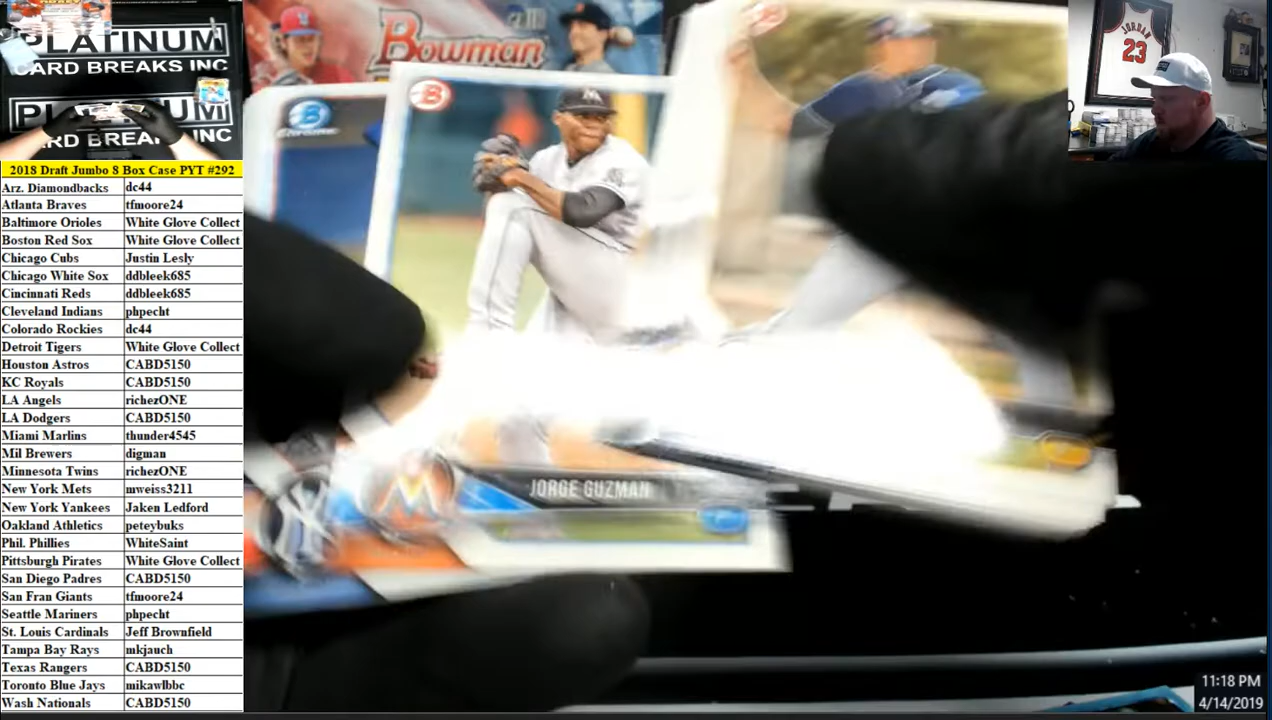 PLATINUM
CARD BREAKS INC
CARD BREAKS INC
2018 Draft Jumbo 8 Box Case PYT #292
Arz. Diamondbacks dc44
Atlanta Braves tfmoore24
Baltimore Orioles White Glove Collect
Boston Red Sox White Glove Collect
Chicago Cubs Justin Lesly
Chicago White Sox ddbleek685
Cincinnati Reds ddbleek685
Cleveland Indians phpecht
Colorado Rockies dc44
Detroit Tigers White Glove Collect
Houston Astros CABD5150
KC Royals CABD5150
LA Angels richezONE
LA Dodgers CABD5150
Miami Marlins thunder4545
Mil Brewers digman
Minnesota Twins richezONE
New York Mets mweiss3211
New York Yankees Jaken Ledford
Oakland Athletics peteybuks
Phil. Phillies WhiteSaint
Pittsburgh Pirates White Glove Collect
San Diego Padres CABD5150
San Fran Giants tfmoore24
Seattle Mariners phpecht
St. Louis Cardinals Jeff Brownfield
Tampa Bay Rays mkjauch
Texas Rangers CABD5150
Toronto Blue Jays mikawlbbc
Wash Nationals CABD5150
Bowman
B
Chrome
JORGE GUZMAN
JORDAN
23
11:18 PM
4/14/2019